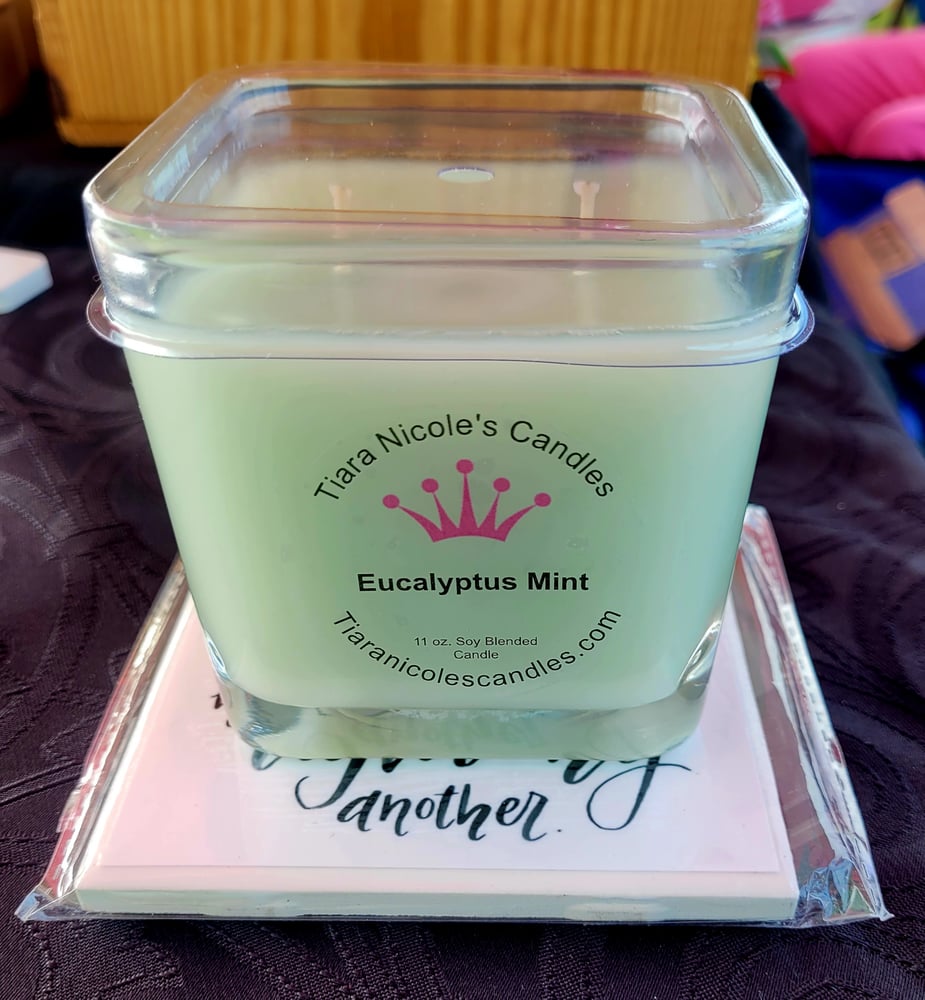 Tiara Nicole's Candles
Eucalyptus Mint
11 oz. Soy Blended
Candle
Tiaranicolescandles.com
another.